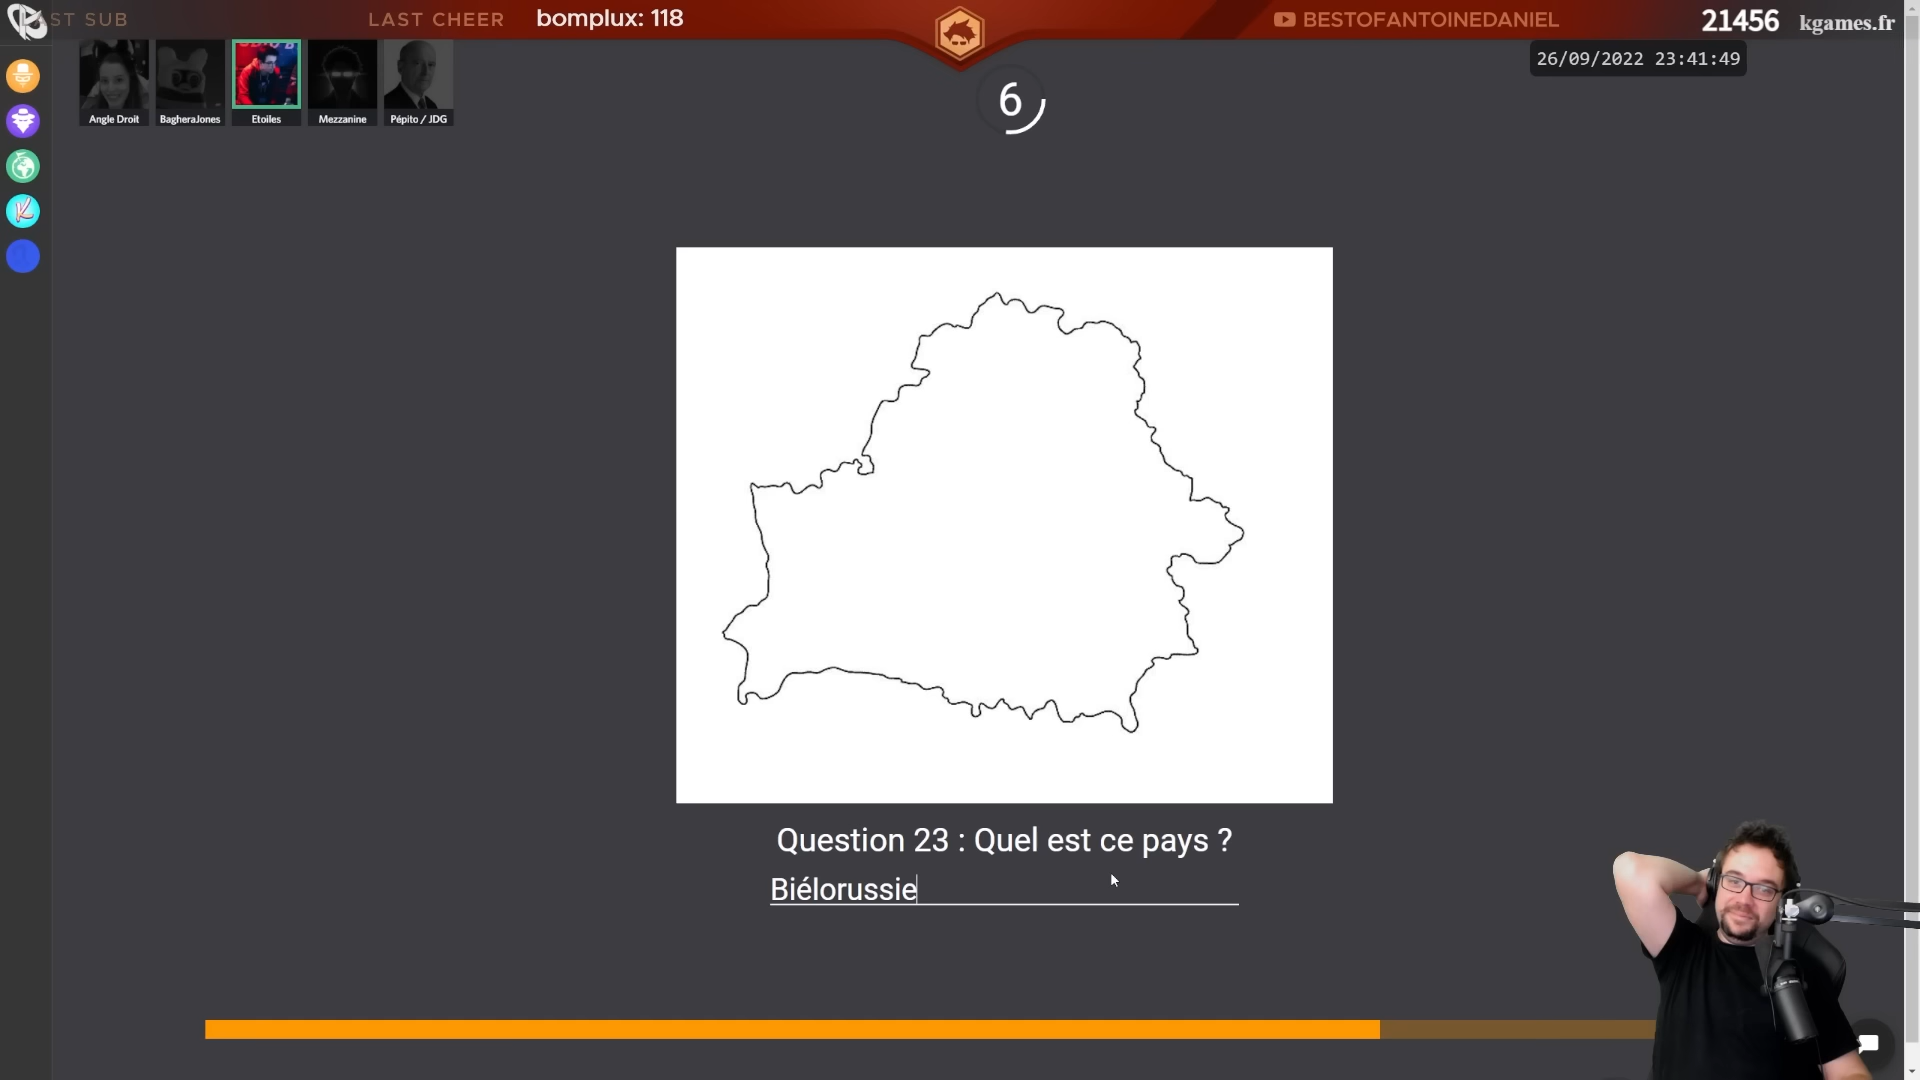 AST SUB
LAST CHEER
bomplux: 118
BESTOFANTOINEDANIEL
21456
kgames.fr
26/09/2022 23:41:49
6
Angle Droit
BagheraJones
Etoiles
Mezzanine
Pépito / JDG
Question 23 : Quel est ce pays ?
Biélorussie